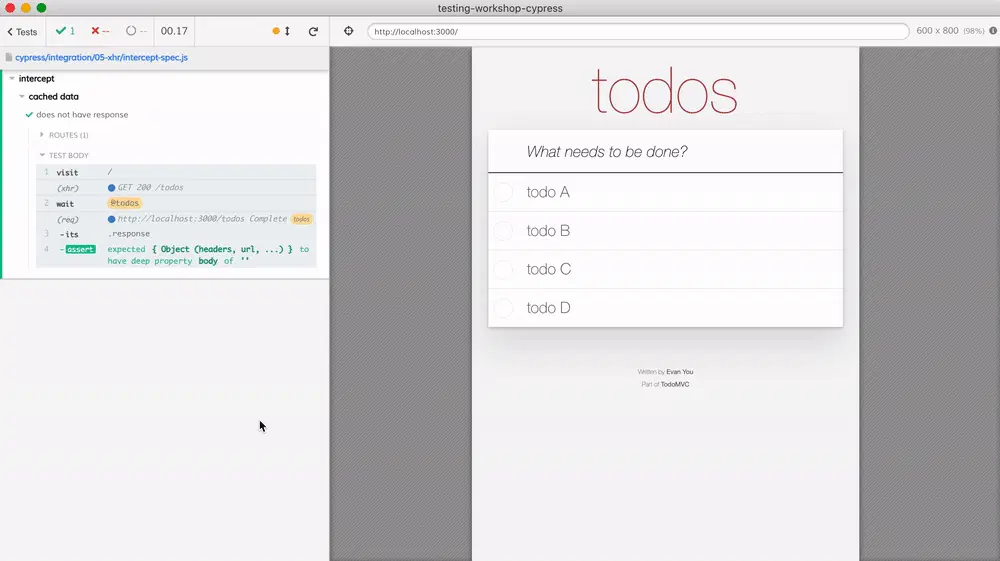 testing-workshop-cypress
Tests
1
--
--
00.17
http://localhost:3000/
600 x 800 (98%)
cypress/integration/05-xhr/intercept-spec.js
intercept
cached data
does not have response
ROUTES (1)
TEST BODY
1 visit /
(xhr) GET 200 /todos
2 wait @todos
(req) http://localhost:3000/todos Complete todos
3 -its .response
4 -assert expected { Object (headers, url, ...) } to
have deep property body of ''
todos
What needs to be done?
todo A
todo B
todo C
todo D
Written by Evan You
Part of TodoMVC